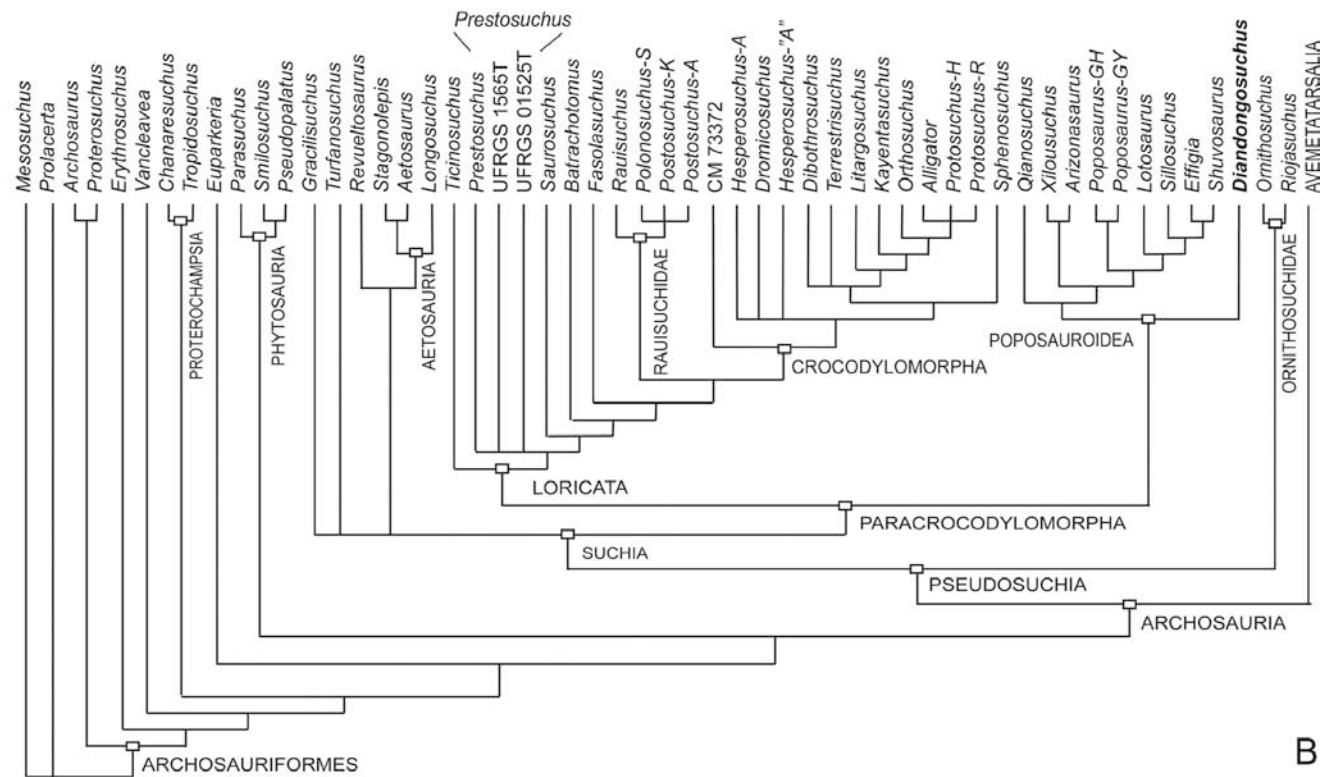 Prestosuchus
Mesosuchus
Prolacerta
Archosaurus
Proterosuchus
Erythrosuchus
Vancleavea
Chanaresuchus
Tropidosuchus
Euparkeria
Parasuchus
Smilosuchus
Pseudopalatus
Gracilisuchus
Turfanosuchus
Revueltosaurus
Stagonolepis
Aetosaurus
Longosuchus
Ticinosuchus
Prestosuchus
UFRGS 1565T
UFRGS 01525T
Saurosuchus
Batrachotomus
Fasolasuchus
Rauisuchus
Polonosuchus-S
Postosuchus-K
Postosuchus-A
CM 733372
Hesperosuchus-A
Dromicosuchus
Hesperosuchus-"A"
Dibothrosuchus
Terrestrisuchus
Litargosuchus
Kayentasuchus
Orthosuchus
Alligator
Protosuchus-H
Protosuchus-R
Sphenosuchus
Qianosuchus
Xilousuchus
Arizonasaurus
Poposaurus-GH
Poposaurus-GY
Lotosaurus
Sillosuchus
Effigia
Shuvosaurus
Diandongosuchus
Ornithosuchus
Riojasuchus
AVEMETATARSALIA
PROTEROCHAMPSIA
PHYTOSAURIA
AETOSAURIA
RAUISUCHIDAE
CROCODYLOMORPHA
POPOSAUROIDEA
ORNITHOSUCHIDAE
LORICATA
PARACROCODYLOMORPHA
SUCHIA
PSEUDOSUCHIA
ARCHOSAURIA
ARCHOSAURIFORMES
B